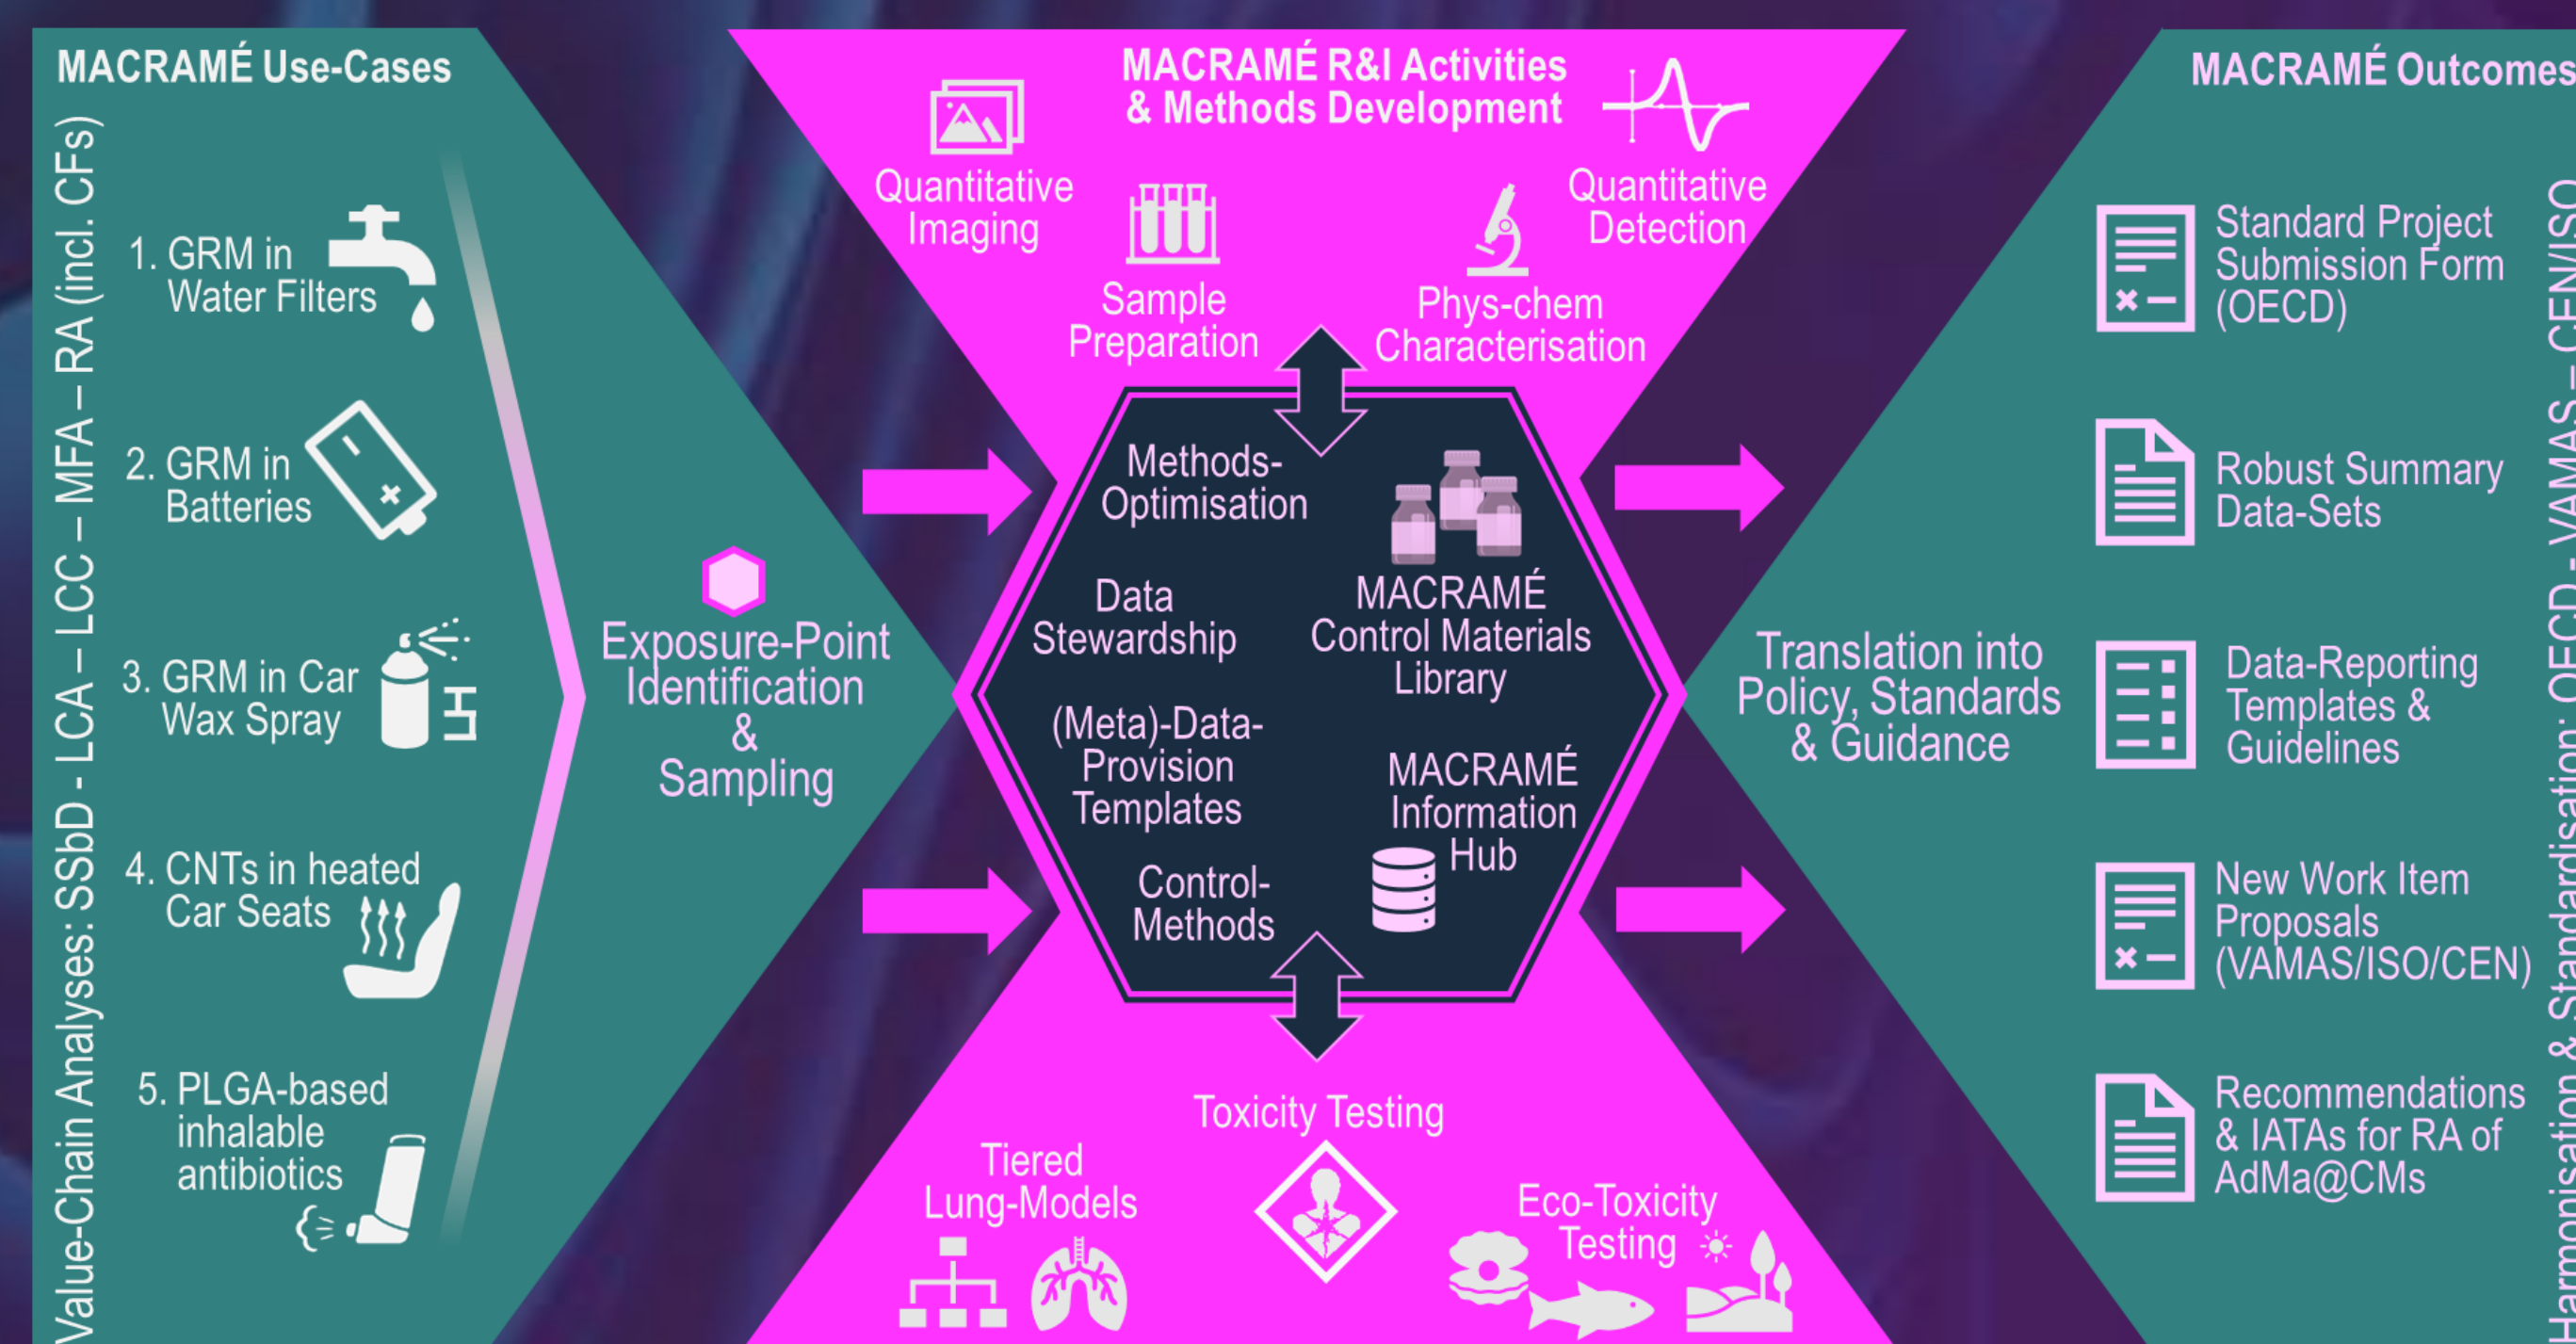 MACRAMÉ Use-Cases
Value-Chain Analyses: SSbD - LCA – LCC – MFA – RA (incl. CFs)
1. GRM in
Water Filters
2. GRM in
Batteries
3. GRM in Car
Wax Spray
4. CNTs in heated
Car Seats
5. PLGA-based
inhalable
antibiotics
Exposure-Point
Identification
&
Sampling
MACRAMÉ R&I Activities
& Methods Development
Quantitative
Imaging
Sample
Preparation
Phys-chem
Characterisation
Quantitative
Detection
Methods-
Optimisation
Data
Stewardship
(Meta)-Data-
Provision
Templates
Control-
Methods
MACRAMÉ
Control Materials
Library
MACRAMÉ
Information
Hub
Toxicity Testing
Tiered
Lung-Models
Eco-Toxicity
Testing
Translation into
Policy, Standards
& Guidance
MACRAMÉ Outcomes
Standard Project
Submission Form
(OECD)
Robust Summary
Data-Sets
Data-Reporting
Templates &
Guidelines
New Work Item
Proposals
(VAMAS/ISO/CEN)
Recommendations
& IATAs for RA of
AdMa@CMs
Harmonisation & Standardisation: OECD - VAMAS – CEN/ISO